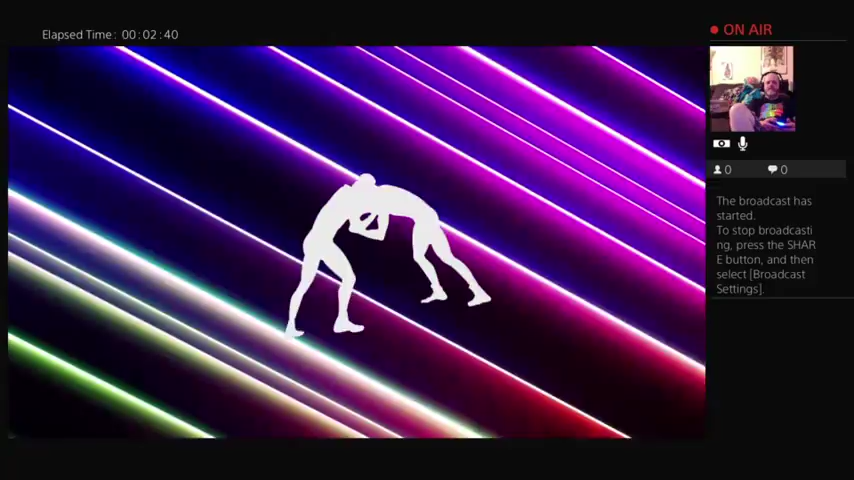 Elapsed Time: 00:02:40
ON AIR
0 0
The broadcast has
started.
To stop broadcasti
ng, press the SHAR
E button, and then
select [Broadcast
Settings].